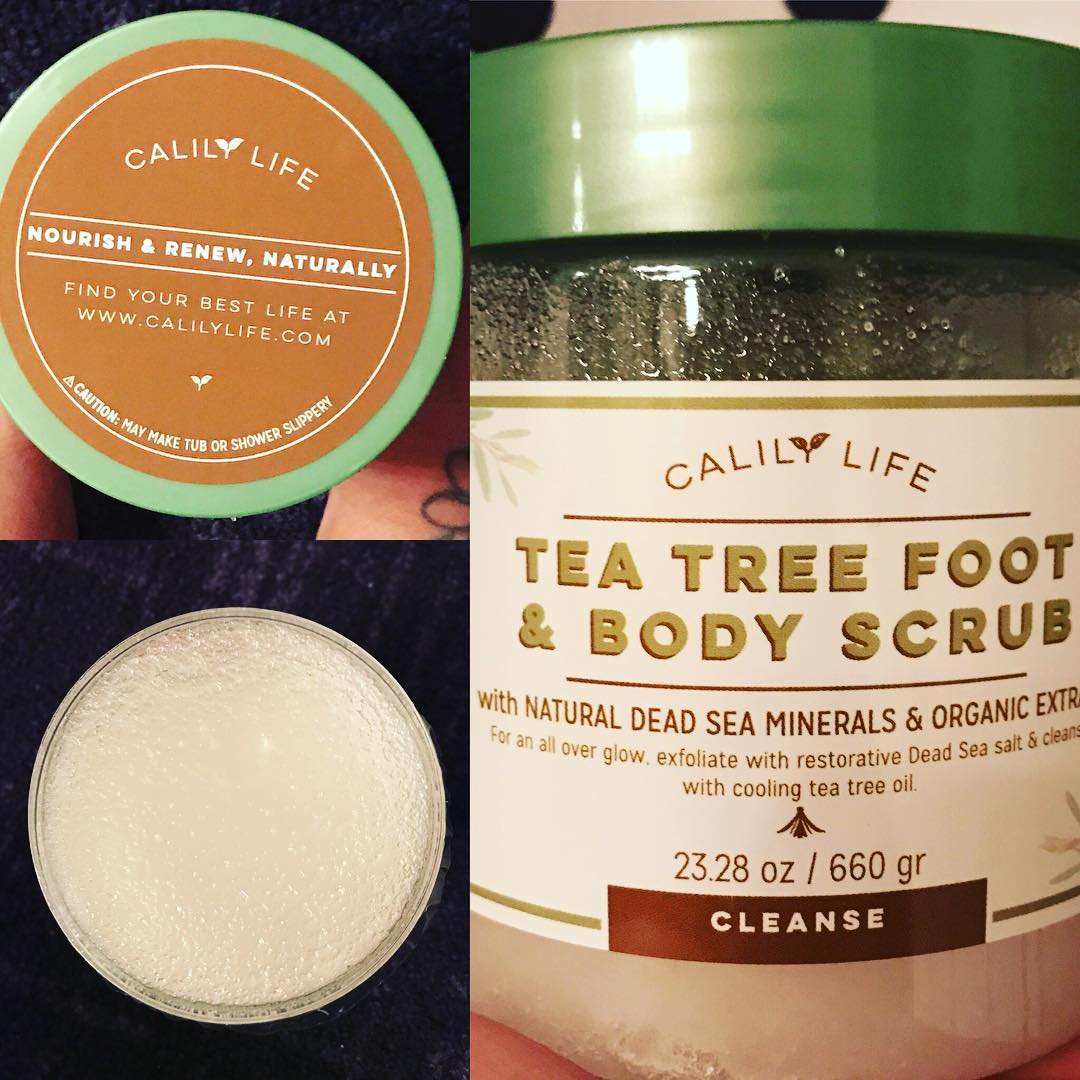 CALILY LIFE
NOURISH & RENEW, NATURALLY
FIND YOUR BEST LIFE AT
WWW.CALILYLIFE.COM
⚠CAUTION: MAY MAKE TUB OR SHOWER SLIPPERY
CALILY LIFE
TEA TREE FOOT
& BODY SCRUB
with NATURAL DEAD SEA MINERALS & ORGANIC
For an all over glow, exfoliate with restorative Dead Sea salt &
with cooling tea tree oil.
23.28 oz / 660 gr
CLEANSE